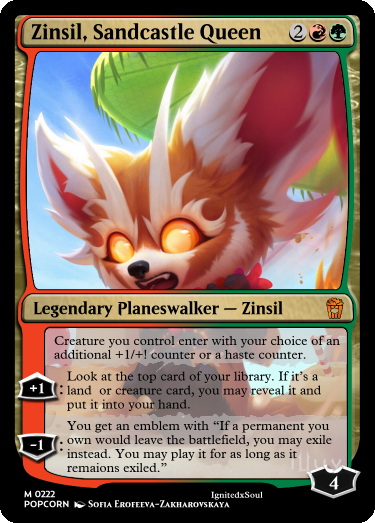 Zinsil, Sandcastle Queen 2
Legendary Planeswalker — Zinsil
Creature you control enter with your choice of an
additional +1/+! counter or a haste counter.
+1: Look at the top card of your library. If it's a
land or creature card, you may reveal it and
put it into your hand.
-1: You get an emblem with “If a permanent you
own would leave the battlefield, you may exile
instead. You may play it for as long as it
remaions exiled.”
4
M 0222 IgnitedxSoul
POPCORN Sofia Erofeeva-Zakharovskaya